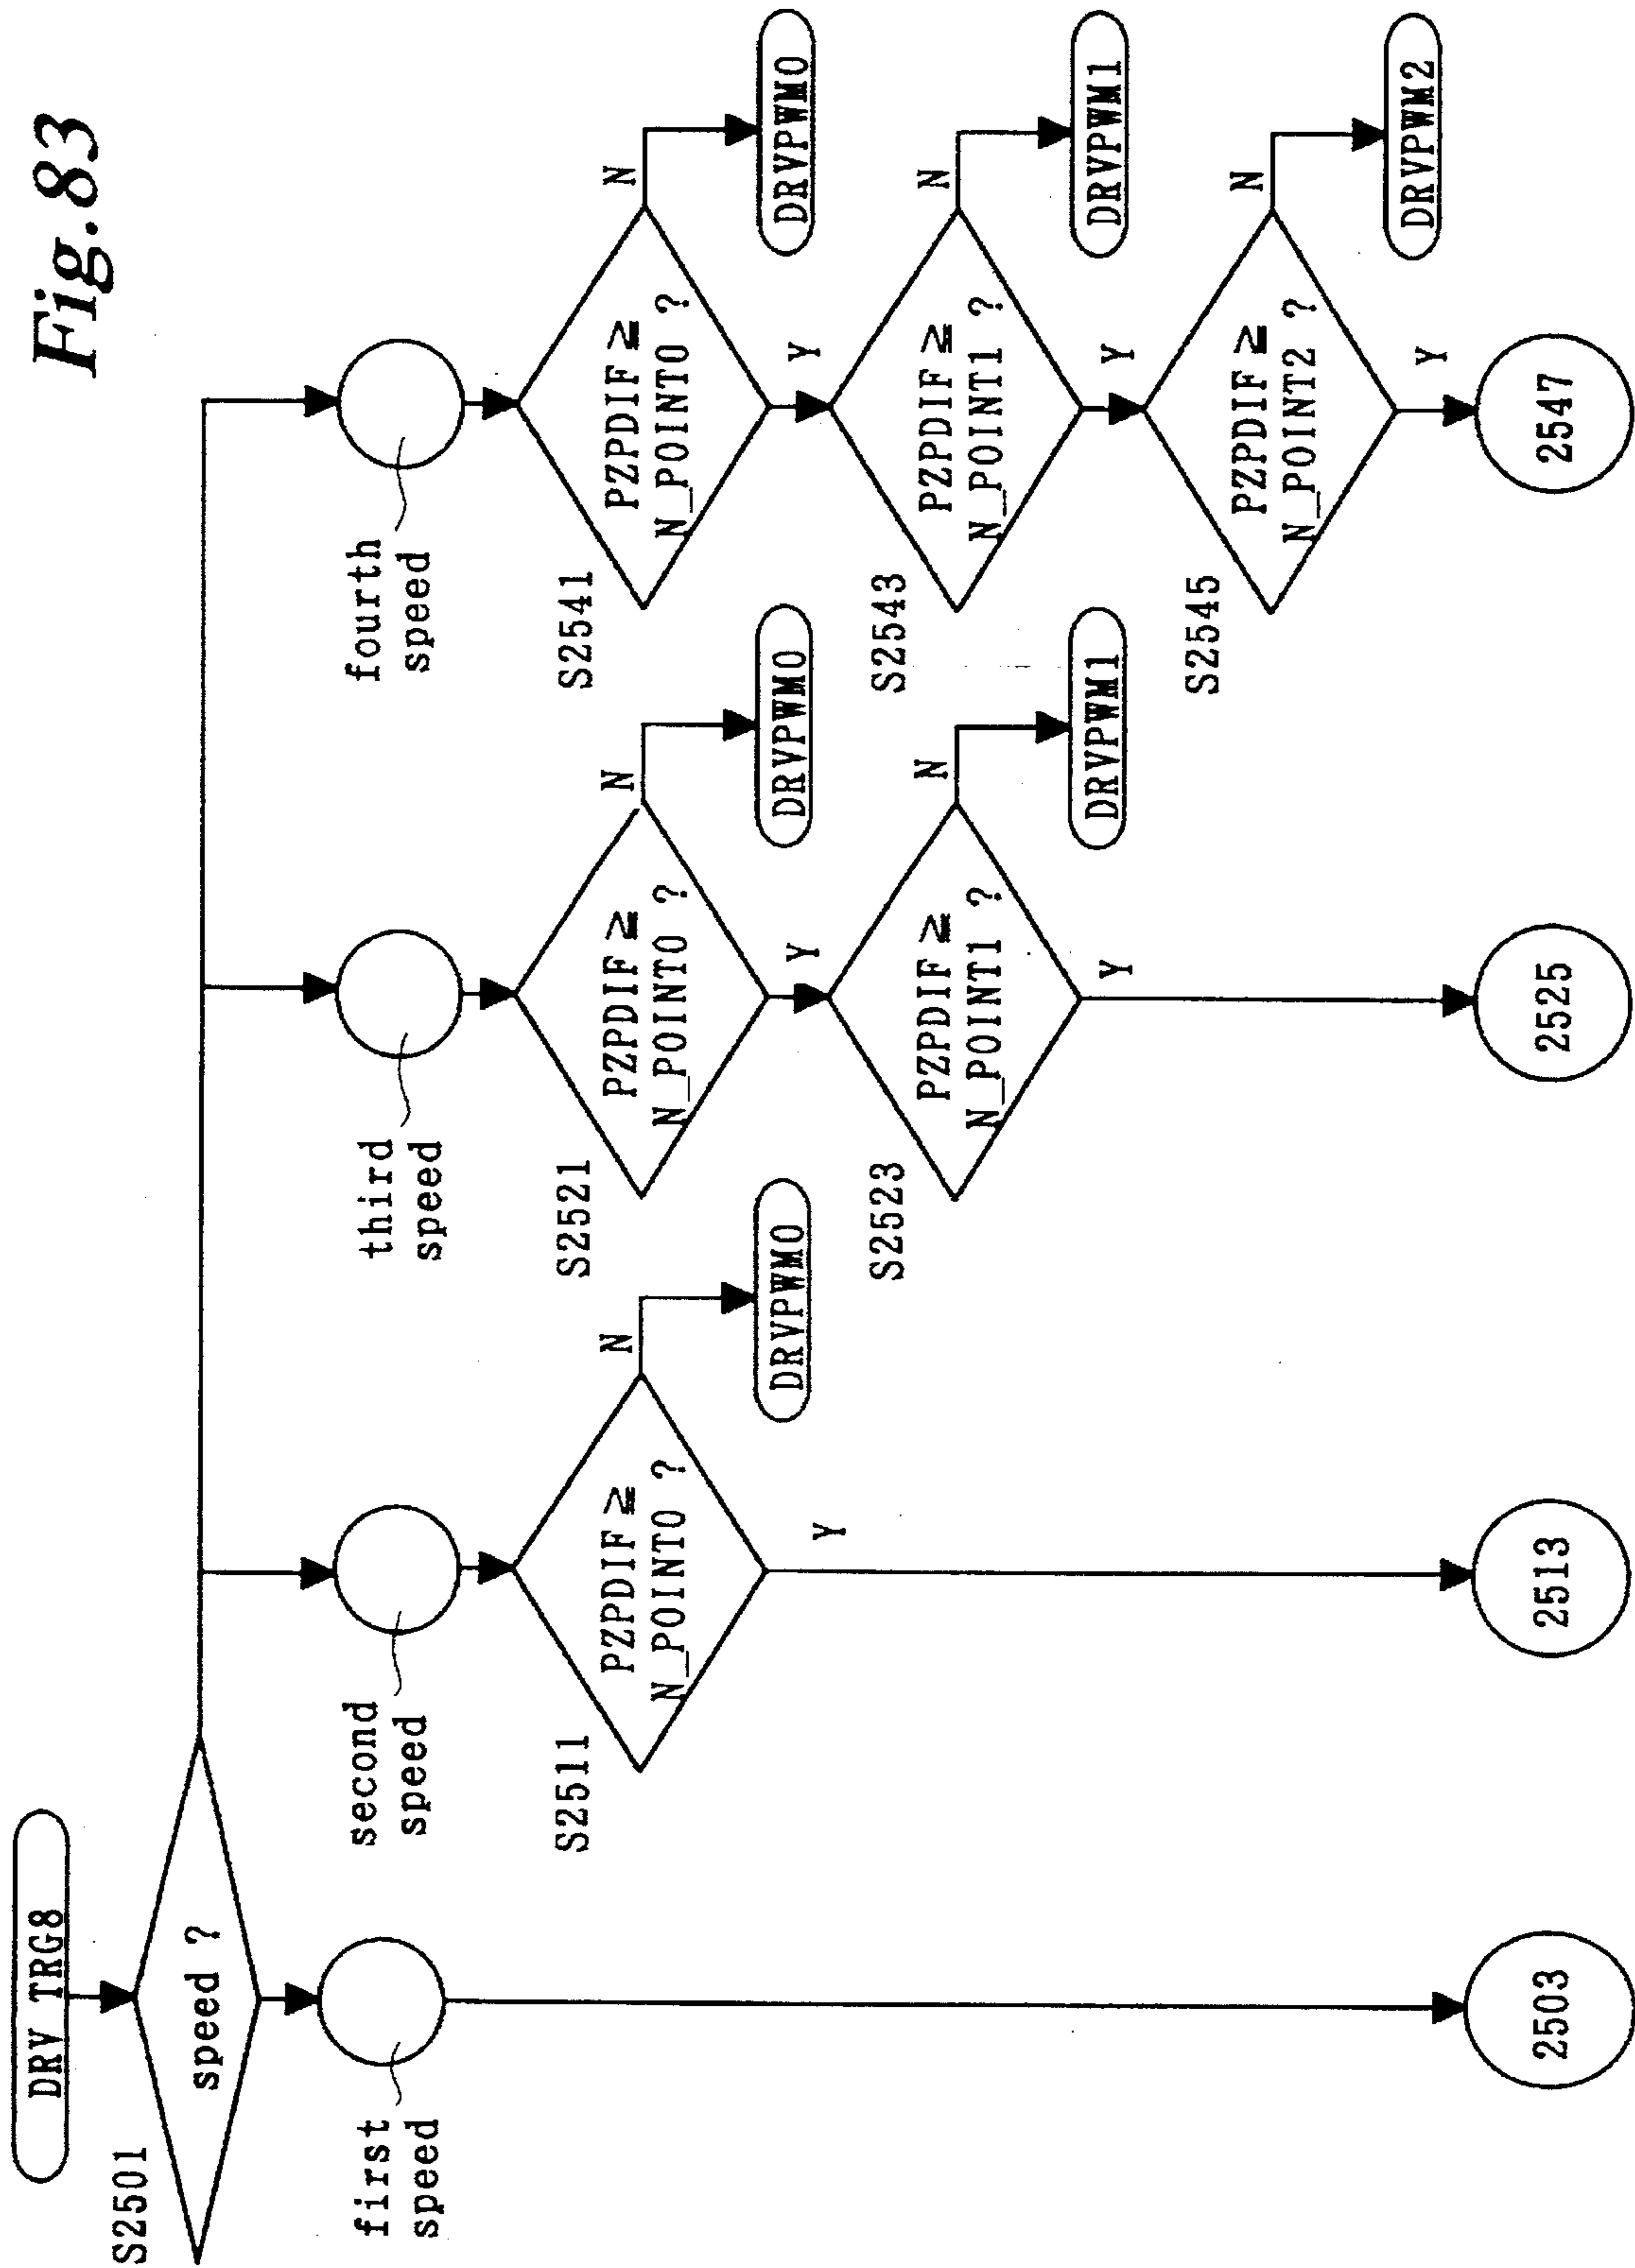 Fig. 83
DRV TRG8
S2501
speed ?
first
speed
2503
second
speed
S2511
PZPDIF ≧
N_POINT0 ?
N
DRVPWM0
Y
2513
third
speed
S2521
PZPDIF ≧
N_POINT0 ?
N
DRVPWM0
Y
S2523
PZPDIF ≧
N_POINT1 ?
N
DRVPWM1
Y
2525
fourth
speed
S2541
PZPDIF ≧
N_POINT0 ?
N
DRVPWM0
Y
S2543
PZPDIF ≧
N_POINT1 ?
N
DRVPWM1
Y
S2545
PZPDIF ≧
N_POINT2 ?
N
DRVPWM2
Y
2547